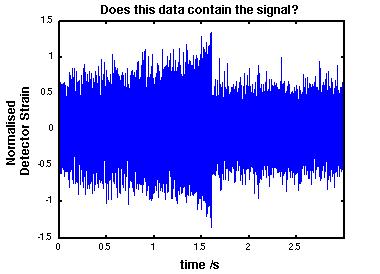 Does this data contain the signal?
1.5
1
0.5
0
-0.5
-1
-1.5
Normalised
Detector Strain
0 0.5 1 1.5 2 2.5
time /s